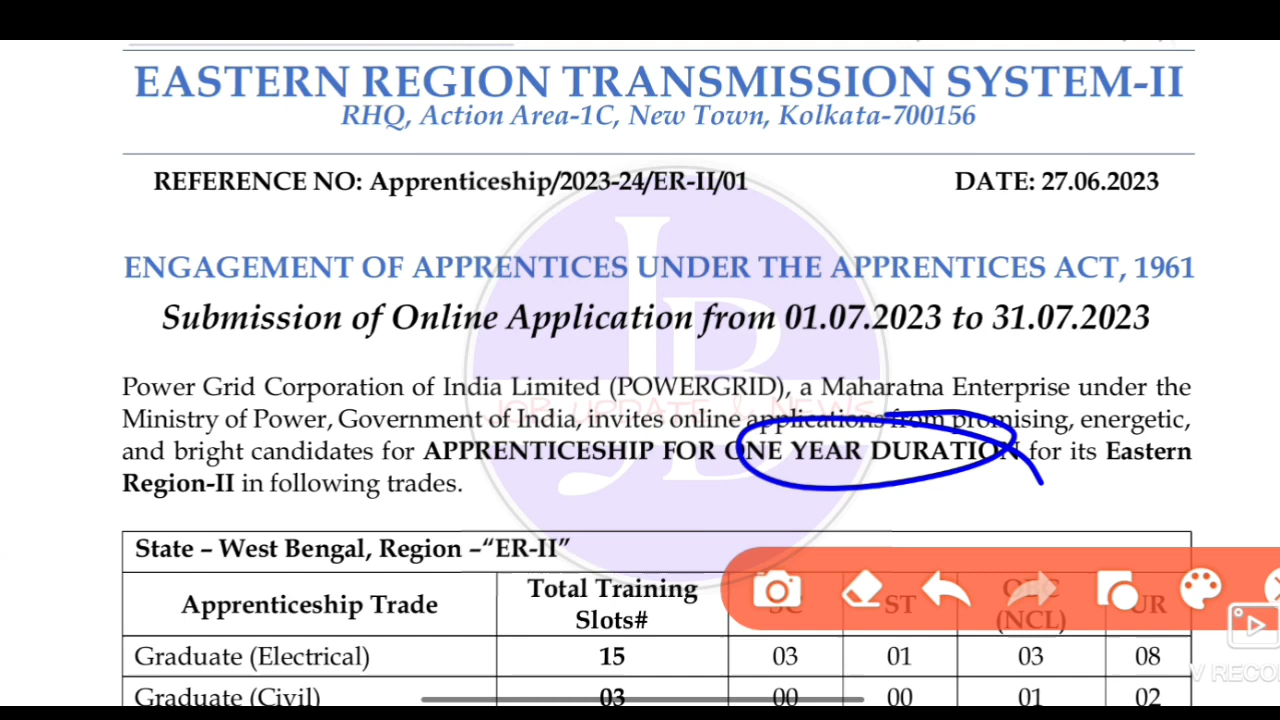 EASTERN REGION TRANSMISSION SYSTEM-II
RHQ, Action Area-1C, New Town, Kolkata-700156
REFERENCE NO: Apprenticeship/2023-24/ER-II/01 DATE: 27.06.2023
ENGAGEMENT OF APPRENTICES UNDER THE APPRENTICES ACT, 1961
Submission of Online Application from 01.07.2023 to 31.07.2023
Power Grid Corporation of India Limited (POWERGRID), a Maharatna Enterprise under the
Ministry of Power, Government of India, invites online applications from promising, energetic,
JOB UPDATE & NEWS
and bright candidates for APPRENTICESHIP FOR ONE YEAR DURATION for its Eastern
Region-II in following trades.
JB
State – West Bengal, Region –“ER-II”
Apprenticeship Trade Total Training Slots# SC ST OBC (NCL) UR
Graduate (Electrical) 15 03 01 03 08
V RECO
Graduate (Civil) 03 00 00 01 02